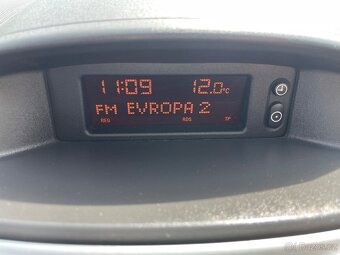 11:09 12.0°C
FM EVROPA 2
REG RDS TP